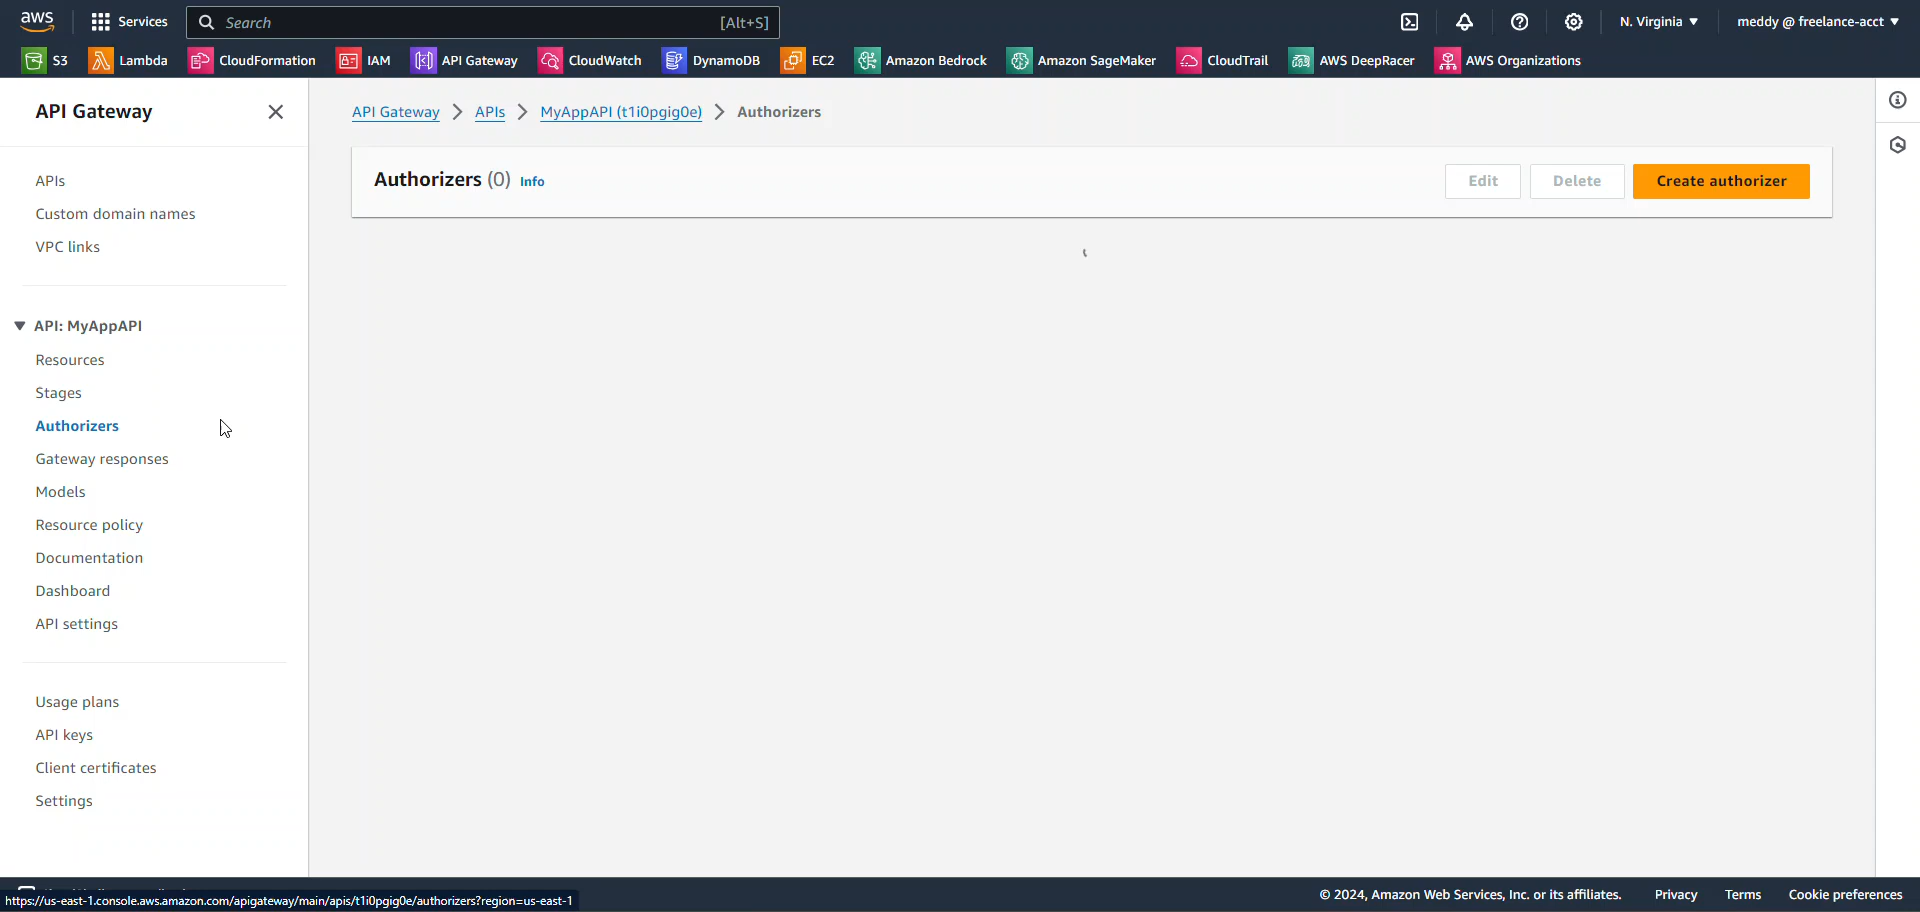 aws
Services
Search
[Alt+S]
N. Virginia
meddy @ freelance-acct
S3
Lambda
CloudFormation
IAM
API Gateway
CloudWatch
DynamoDB
EC2
Amazon Bedrock
Amazon SageMaker
CloudTrail
AWS DeepRacer
AWS Organizations
API Gateway
APIs
Custom domain names
VPC links
API: MyAppAPI
Resources
Stages
Authorizers
Gateway responses
Models
Resource policy
Documentation
Dashboard
API settings
Usage plans
API keys
Client certificates
Settings
API Gateway
APIs
MyAppAPI (t1i0pgig0e)
Authorizers
Authorizers (0) Info
Edit
Delete
Create authorizer
https://us-east-1.console.aws.amazon.com/apigateway/main/apis/t1i0pgig0e/authorizers?region=us-east-1
© 2024, Amazon Web Services, Inc. or its affiliates.
Privacy
Terms
Cookie preferences